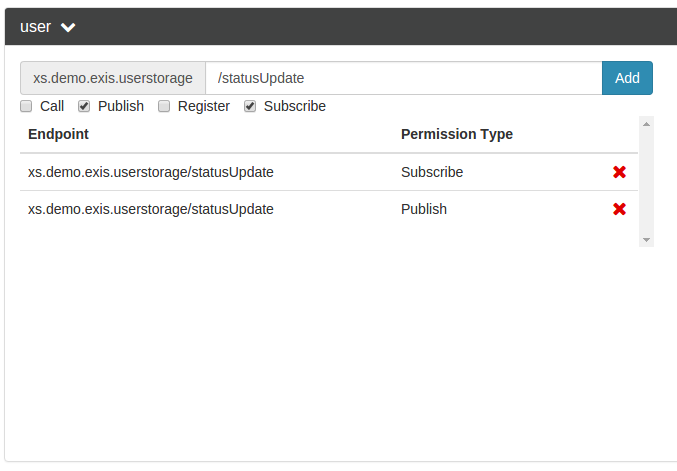 user
xs.demo.exis.userstorage /statusUpdate Add
Call Publish Register Subscribe
Endpoint Permission Type
xs.demo.exis.userstorage/statusUpdate Subscribe
xs.demo.exis.userstorage/statusUpdate Publish